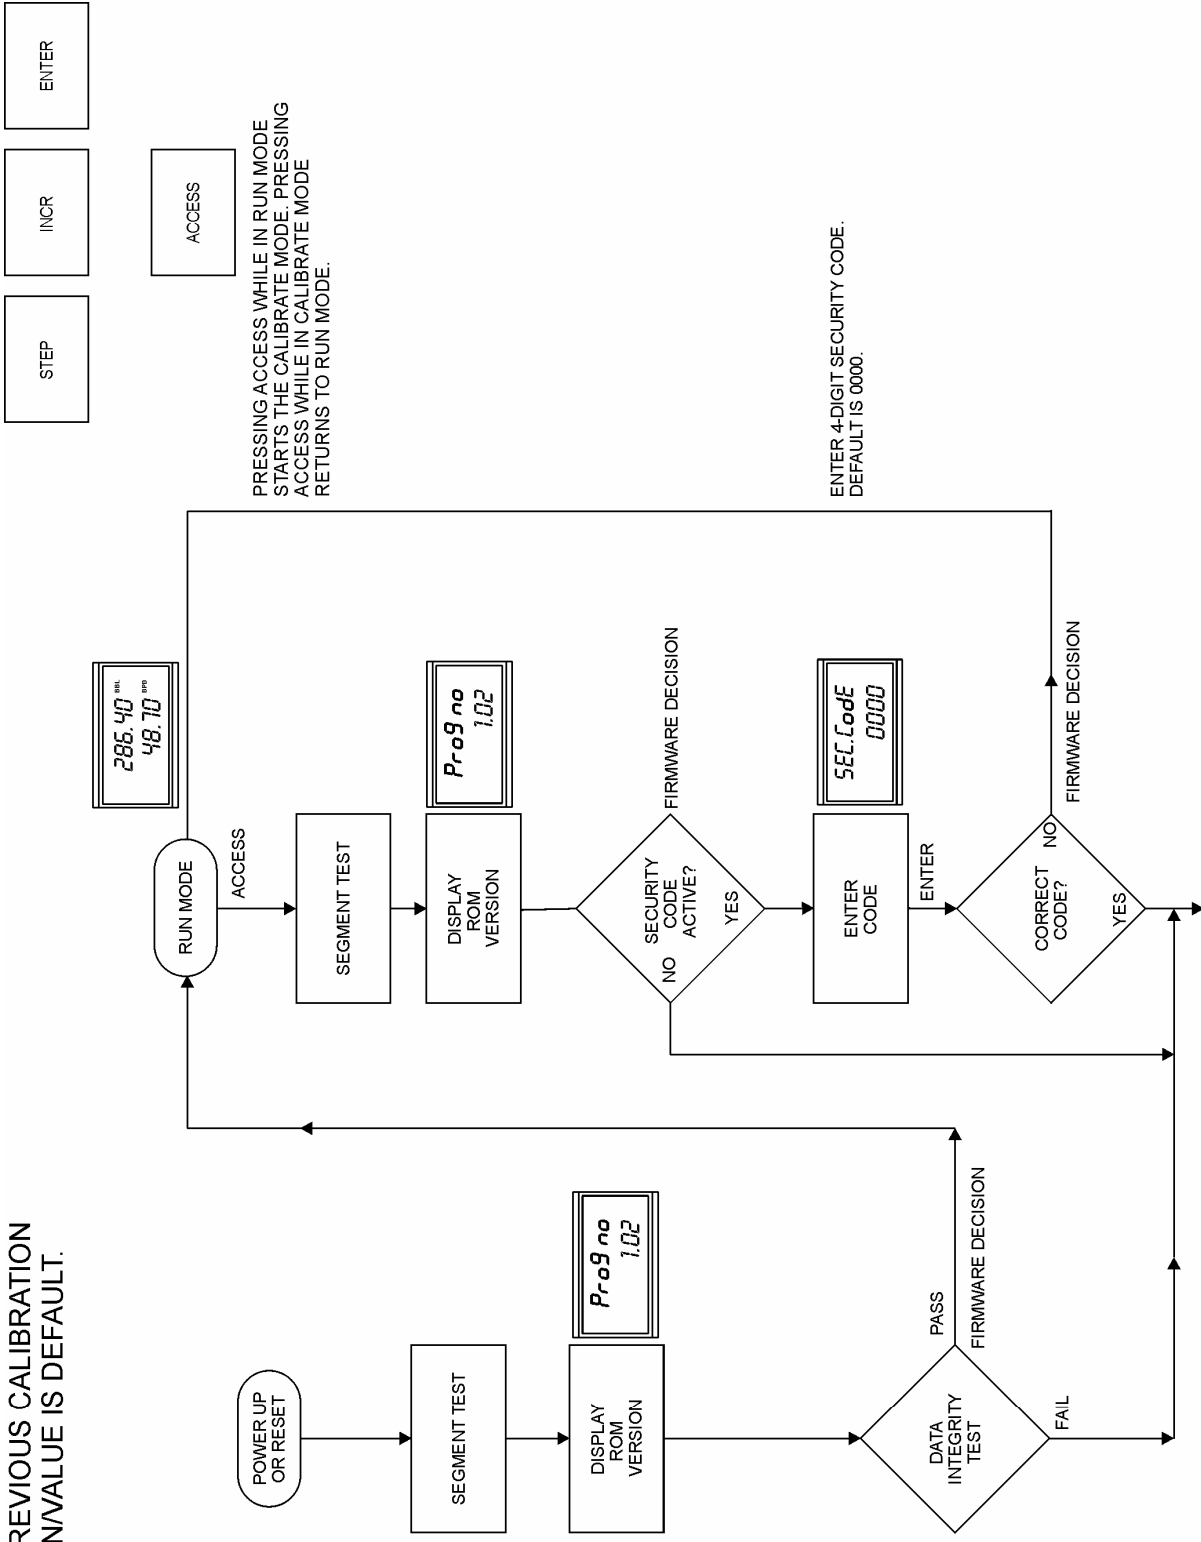 REVIOUS CALIBRATION
N/VALUE IS DEFAULT.
STEP
INCR
ENTER
ACCESS
PRESSING ACCESS WHILE IN RUN MODE
STARTS THE CALIBRATE MODE. PRESSING
ACCESS WHILE IN CALIBRATE MODE
RETURNS TO RUN MODE.
POWER UP
OR RESET
SEGMENT TEST
DISPLAY
ROM
VERSION
Prog no
1.02
DATA
INTEGRITY
TEST
PASS
FIRMWARE DECISION
FAIL
RUN MODE
286.40 BBL
48.70 BPD
ACCESS
SEGMENT TEST
DISPLAY
ROM
VERSION
Prog no
1.02
SECURITY
CODE
ACTIVE?
NO
YES
FIRMWARE DECISION
ENTER
CODE
SEC.CodE
0000
ENTER 4-DIGIT SECURITY CODE.
DEFAULT IS 0000.
ENTER
CORRECT
CODE?
NO
YES
FIRMWARE DECISION